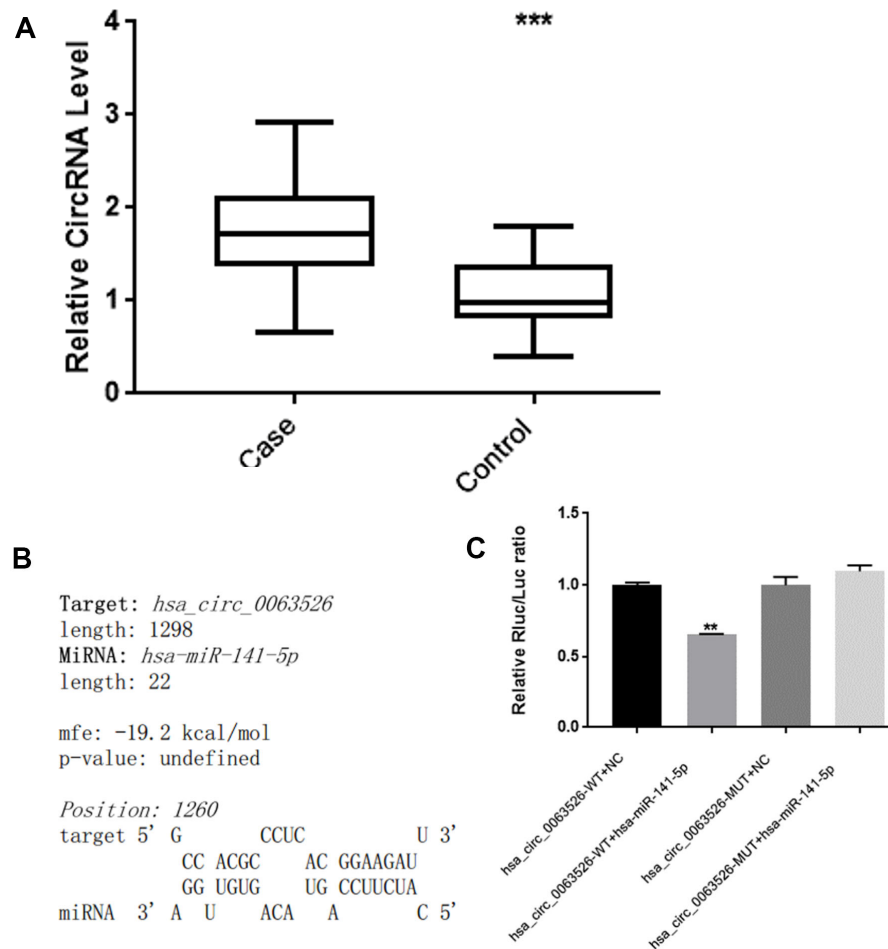 A
***
4
3
2
1
0
Relative CircRNA Level
Case
Control
B
Target: hsa_circ_0063526
length: 1298
MiRNA: hsa-miR-141-5p
length: 22
mfe: -19.2 kcal/mol
p-value: undefined
Position: 1260
target 5' G CCUC U 3'
CC ACGC AC GGAAGAU
GG UGUG UG CCUUCUA
miRNA 3' A U ACA A C 5'
C
1.5
1.0
0.5
0.0
Relative Rluc/Luc ratio
**
hsa_circ_0063526-WT+NC
hsa_circ_0063526-WT+hsa-miR-141-5p
hsa_circ_0063526-MUT+NC
hsa_circ_0063526-MUT+hsa-miR-141-5p